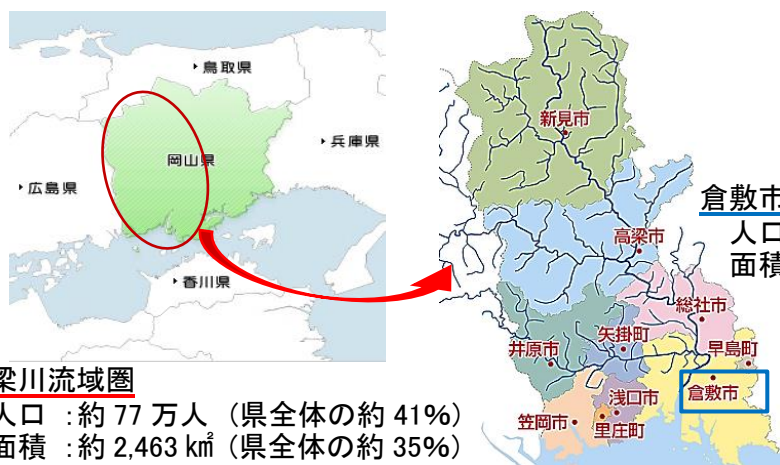 鳥取県
岡山県
兵庫県
広島県
香川県
新見市
高梁市
総社市
井原市
矢掛町
早島町
倉敷市
浅口市
笠岡市
里庄町
倉敷市
人口
面積
梁川流域圏
人口 ：約 77 万人 （県全体の約 41%）
面積 ：約 2,463 ㎢ （県全体の約 35%）